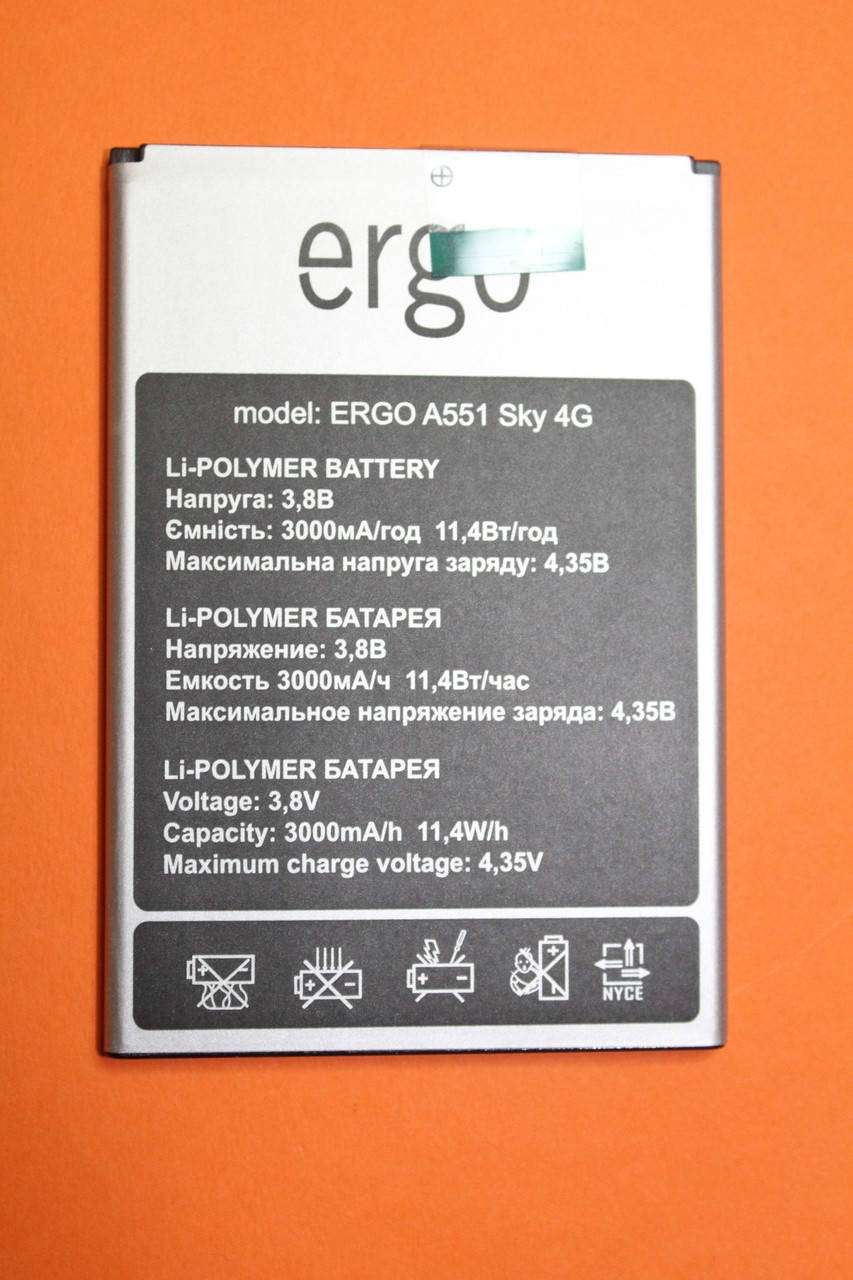 ergo
model: ERGO A551 Sky 4G
Li-POLYMER BATTERY
Напруга: 3,8В
Ємність: 3000мА/год 11,4Вт/год
Максимальна напруга заряду: 4,35В
Li-POLYMER БАТАРЕЯ
Напряжение: 3,8В
Емкость 3000мА/ч 11,4Вт/час
Максимальное напряжение заряда: 4,35В
Li-POLYMER БАТАРЕЯ
Voltage: 3,8V
Capacity: 3000mA/h 11,4W/h
Maximum charge voltage: 4,35V
NYCE